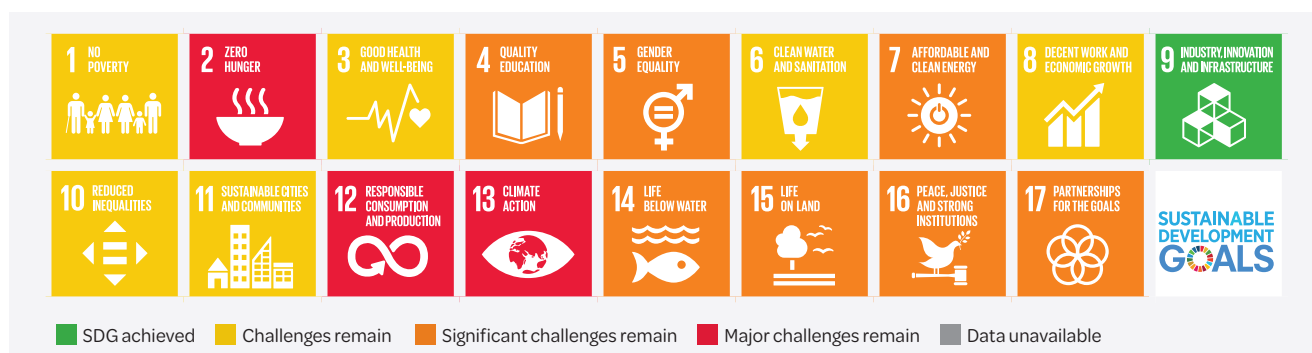 1 NO
POVERTY
2 ZERO
HUNGER
3 GOOD HEALTH
AND WELL-BEING
4 QUALITY
EDUCATION
5 GENDER
EQUALITY
6 CLEAN WATER
AND SANITATION
7 AFFORDABLE AND
CLEAN ENERGY
8 DECENT WORK AND
ECONOMIC GROWTH
9 INDUSTRY, INNOVATION
AND INFRASTRUCTURE
10 REDUCED
INEQUALITIES
11 SUSTAINABLE CITIES
AND COMMUNITIES
12 RESPONSIBLE
CONSUMPTION
AND PRODUCTION
13 CLIMATE
ACTION
14 LIFE
BELOW WATER
15 LIFE
ON LAND
16 PEACE, JUSTICE
AND STRONG
INSTITUTIONS
17 PARTNERSHIPS
FOR THE GOALS
SUSTAINABLE
DEVELOPMENT
GOALS
SDG achieved
Challenges remain
Significant challenges remain
Major challenges remain
Data unavailable